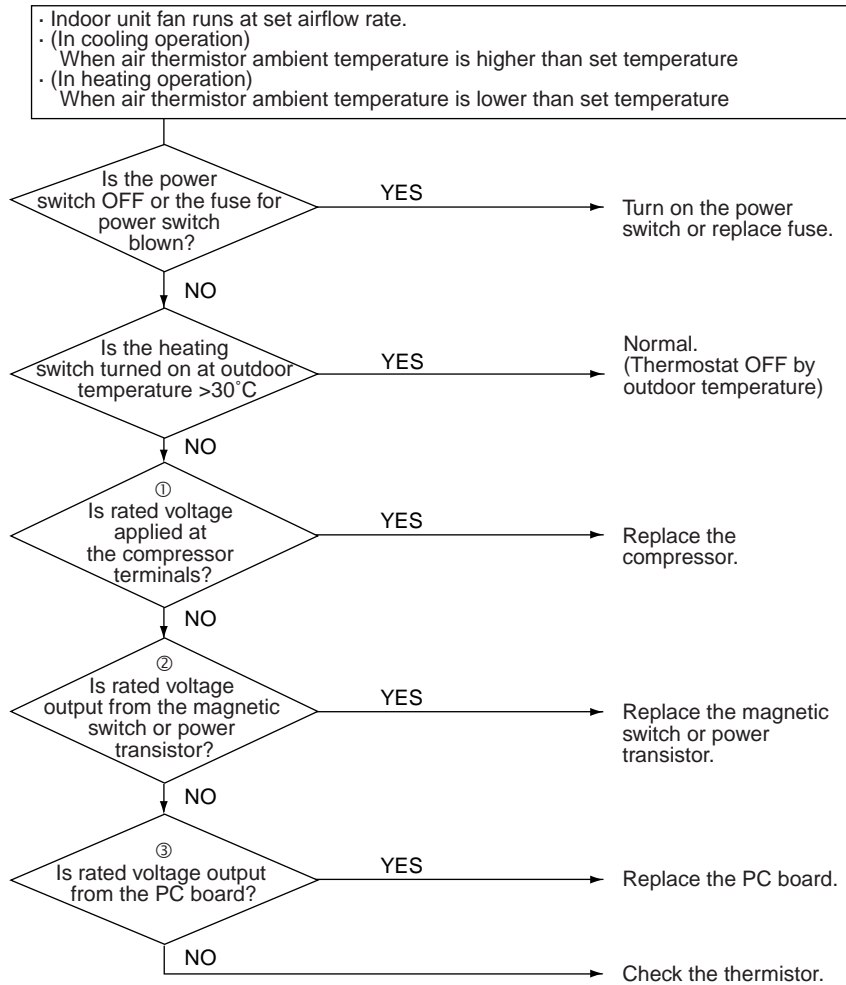 · Indoor unit fan runs at set airflow rate.
· (In cooling operation)
When air thermistor ambient temperature is higher than set temperature
· (In heating operation)
When air thermistor ambient temperature is lower than set temperature
Is the power
switch OFF or the fuse for
power switch
blown?
YES
Turn on the power
switch or replace fuse.
NO
Is the heating
switch turned on at outdoor
temperature >30˚C
YES
Normal.
(Thermostat OFF by
outdoor temperature)
NO
①
Is rated voltage
applied at
the compressor
terminals?
YES
Replace the
compressor.
NO
②
Is rated voltage
output from the magnetic
switch or power
transistor?
YES
Replace the magnetic
switch or power
transistor.
NO
③
Is rated voltage output
from the PC board?
YES
Replace the PC board.
NO
Check the thermistor.